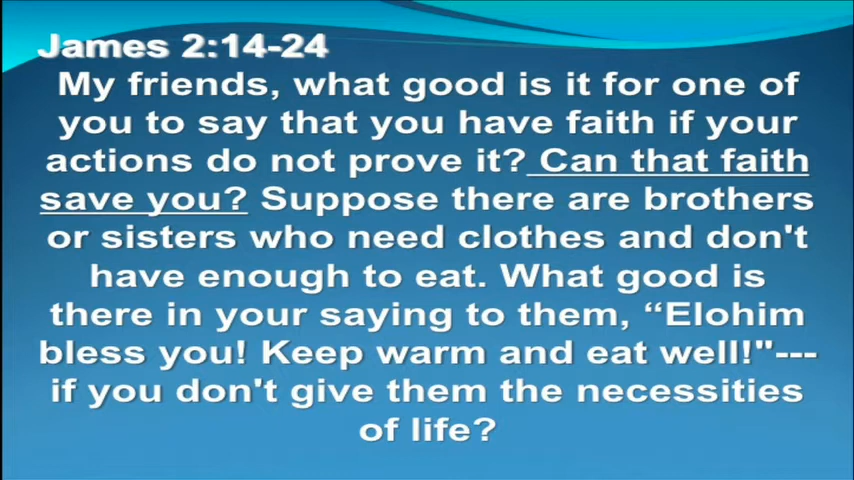 James 2:14-24
My friends, what good is it for one of
you to say that you have faith if your
actions do not prove it? Can that faith
save you? Suppose there are brothers
or sisters who need clothes and don't
have enough to eat. What good is
there in your saying to them, “Elohim
bless you! Keep warm and eat well!"---
if you don't give them the necessities
of life?